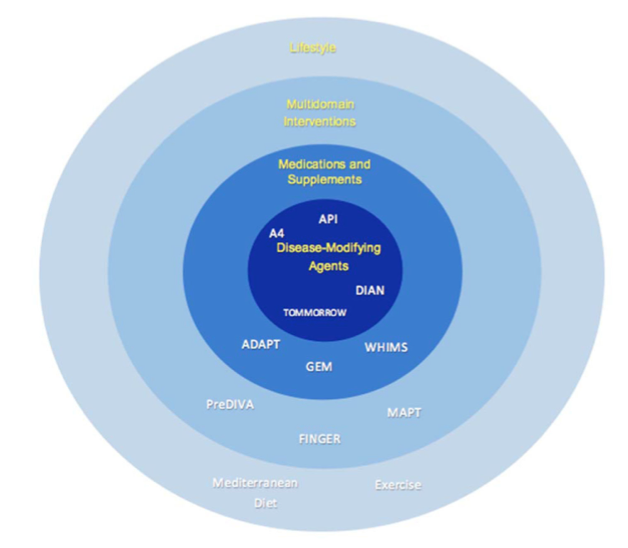 Lifestyle
Multidomain
Interventions
Medications and
Supplements
API
A4
Disease-Modifying
Agents
DIAN
TOMMORROW
ADAPT
WHIMS
GEM
PreDIVA
MAPT
FINGER
Mediterranean
Diet
Exercise